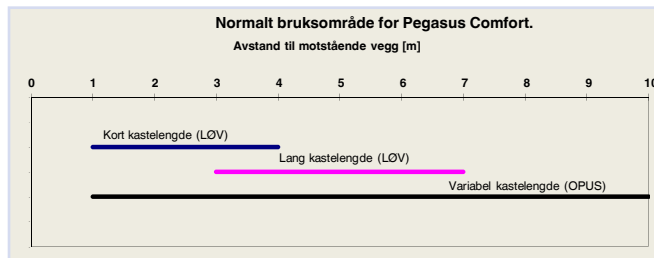 Normalt bruksområde for Pegasus Comfort.
Avstand til motstående vegg [m]
0 1 2 3 4 5 6 7 8 9 10
Kort kastelengde (LØV)
Lang kastelengde (LØV)
Variabel kastelengde (OPUS)